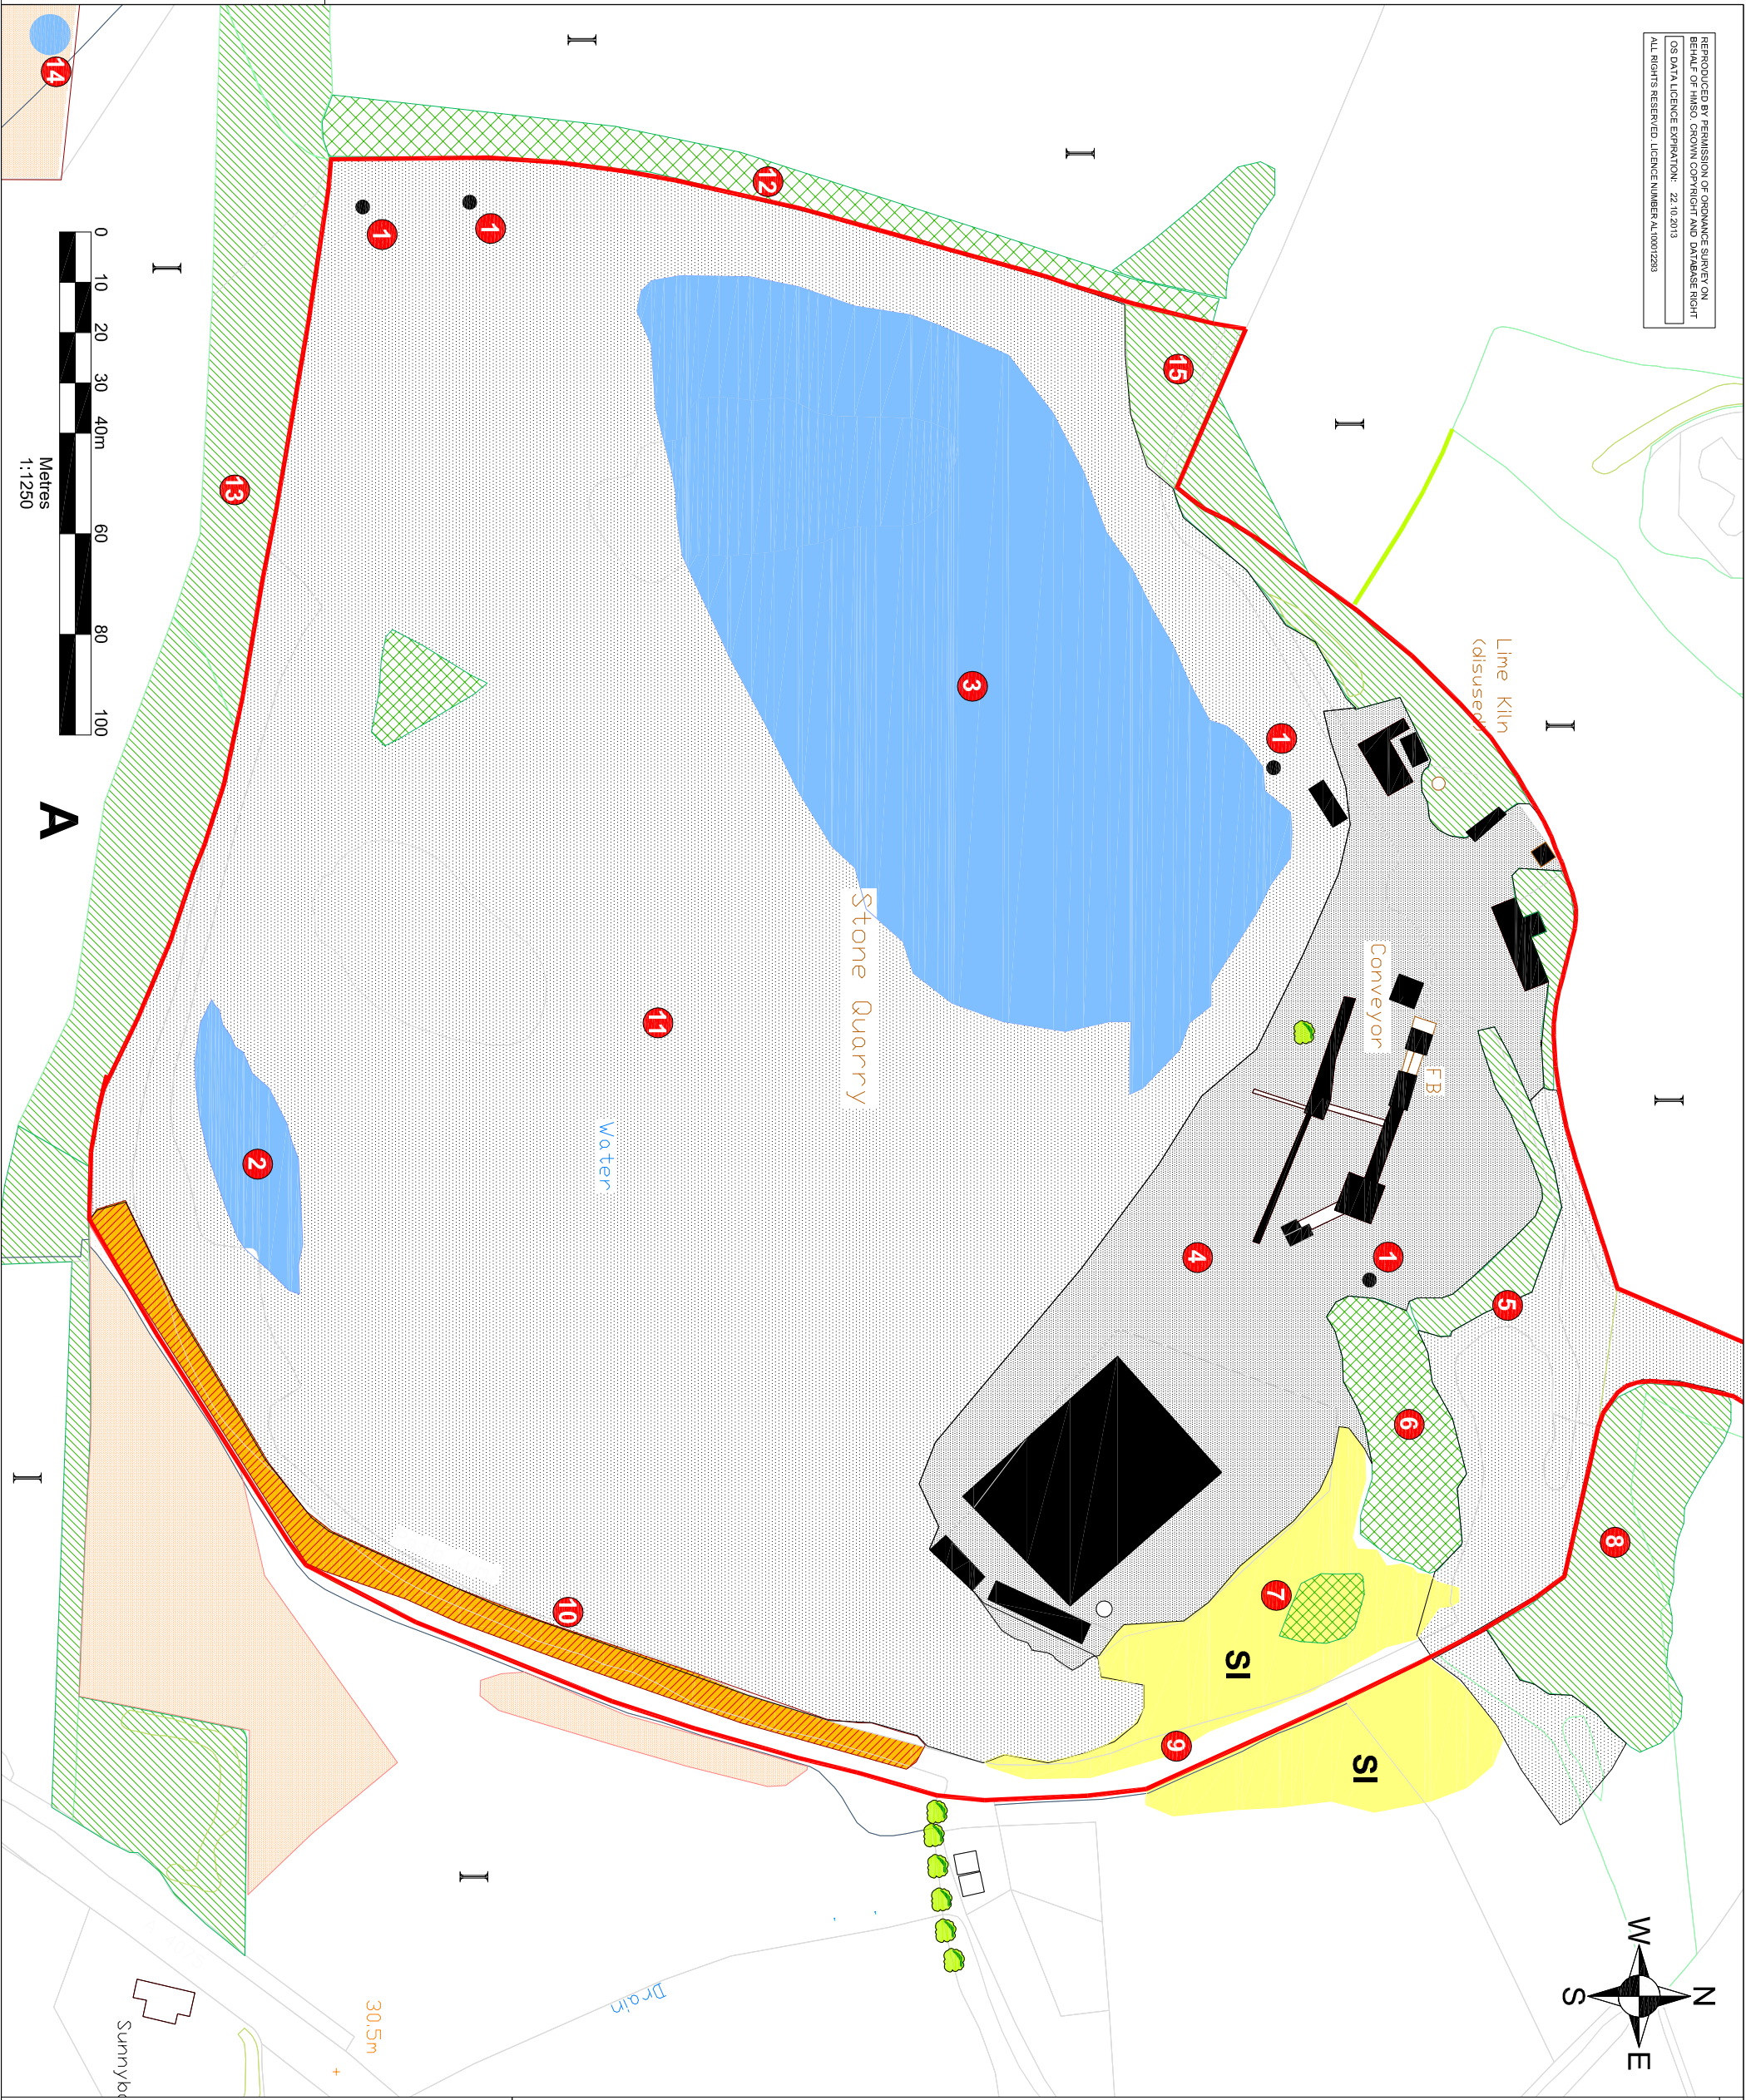 REPRODUCED BY PERMISSION OF ORDNANCE SURVEY ON
BEHALF OF HMSO. CROWN COPYRIGHT AND DATABASE RIGHT
OS DATA LICENCE EXPIRATION: 22.10.2013
ALL RIGHTS RESERVED. LICENCE NUMBER AL100012293
N
E
S
W
Lime Kiln
(disused)
Conveyor
FB
Stone Quarry
Water
Drain
30.5m
+
SI
SI
I
I
I
I
I
I
I
I
I
1
1
1
1
2
3
4
5
6
7
8
9
10
11
12
13
14
15
0 10 20 30 40m 60 80 100
Metres
1:1250
A